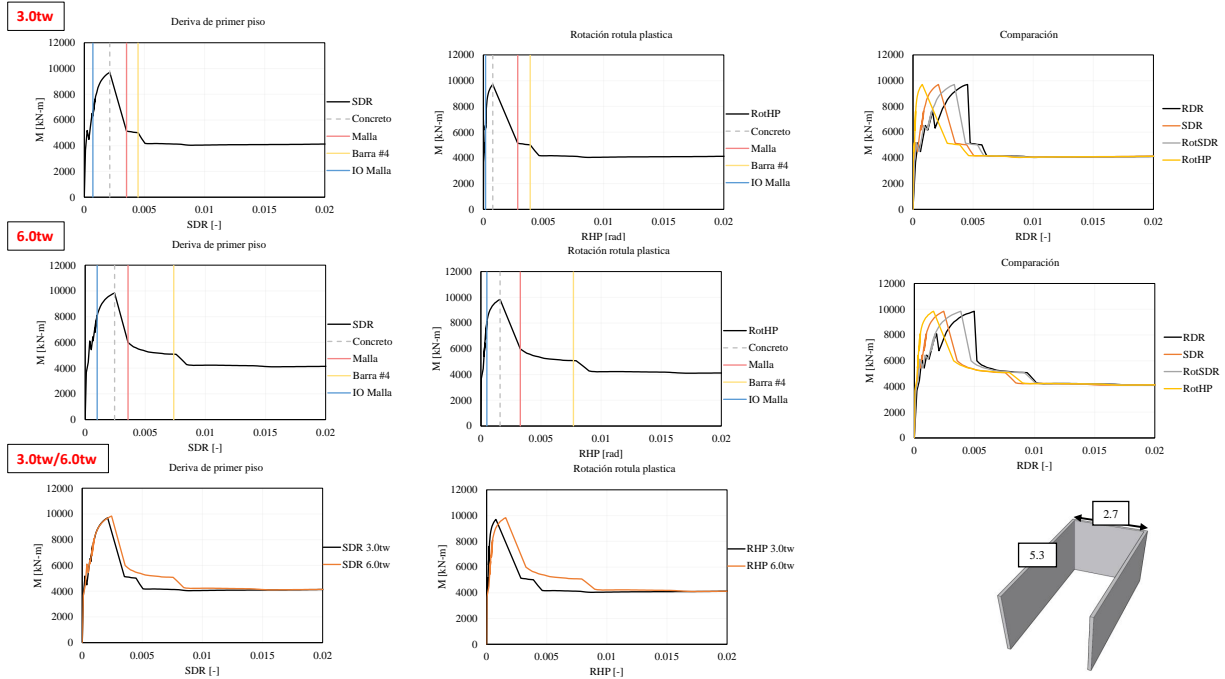 3.0tw
Deriva de primer piso
M [kN-m]
12000
10000
8000
6000
4000
2000
0
0 0.005 0.01 0.015 0.02
SDR [-]
SDR
Concreto
Malla
Barra #4
IO Malla
Rotación rotula plastica
M [kN-m]
12000
10000
8000
6000
4000
2000
0
0 0.005 0.01 0.015 0.02
RHP [rad]
RotHP
Concreto
Malla
Barra #4
IO Malla
Comparación
M [kN-m]
12000
10000
8000
6000
4000
2000
0
0 0.005 0.01 0.015 0.02
RDR [-]
RDR
SDR
RotSDR
RotHP
6.0tw
Deriva de primer piso
M [kN-m]
12000
10000
8000
6000
4000
2000
0
0 0.005 0.01 0.015 0.02
SDR [-]
SDR
Concreto
Malla
Barra #4
IO Malla
Rotación rotula plastica
M [kN-m]
12000
10000
8000
6000
4000
2000
0
0 0.005 0.01 0.015 0.02
RHP [rad]
RotHP
Concreto
Malla
Barra #4
IO Malla
Comparación
M [kN-m]
12000
10000
8000
6000
4000
2000
0
0 0.005 0.01 0.015 0.02
RDR [-]
RDR
SDR
RotSDR
RotHP
3.0tw/6.0tw
Deriva de primer piso
M [kN-m]
12000
10000
8000
6000
4000
2000
0
0 0.005 0.01 0.015 0.02
SDR [-]
SDR 3.0tw
SDR 6.0tw
Rotación rotula plastica
M [kN-m]
12000
10000
8000
6000
4000
2000
0
0 0.005 0.01 0.015 0.02
RHP [-]
RHP 3.0tw
RHP 6.0tw
2.7
5.3